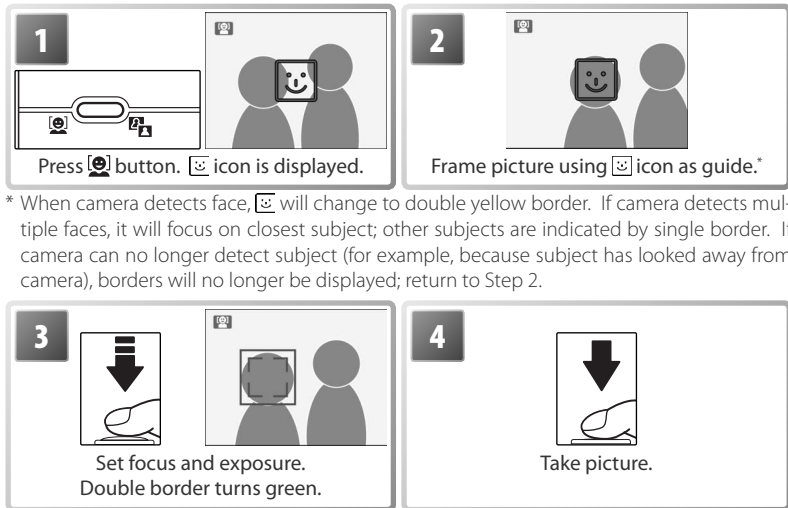 1
Press button. icon is displayed.
2
Frame picture using icon as guide.*
* When camera detects face, will change to double yellow border. If camera detects mul-
tiple faces, it will focus on closest subject; other subjects are indicated by single border. If
camera can no longer detect subject (for example, because subject has looked away from
camera), borders will no longer be displayed; return to Step 2.
3
Set focus and exposure.
Double border turns green.
4
Take picture.